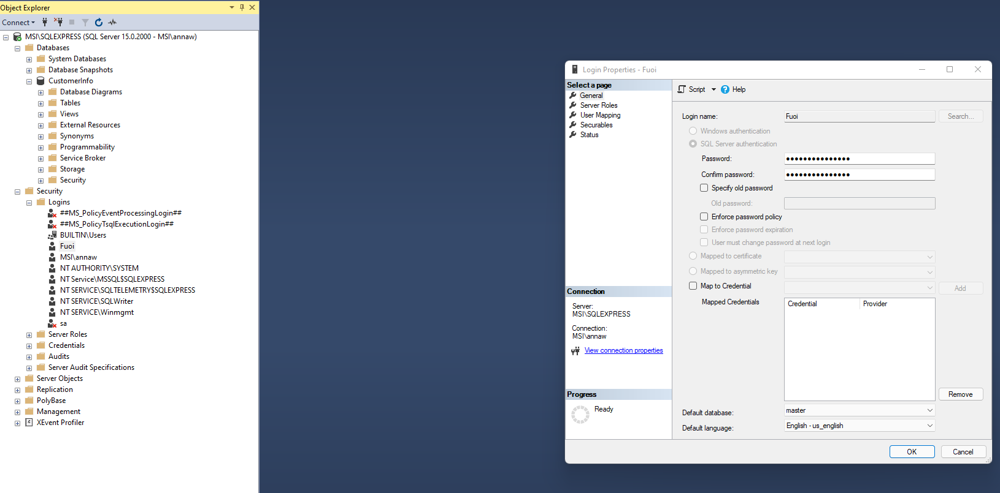 Object Explorer
Connect
MSI\SQLEXPRESS (SQL Server 15.0.2000 - MSI\annaw)
Databases
System Databases
Database Snapshots
CustomerInfo
Database Diagrams
Tables
Views
External Resources
Synonyms
Programmability
Service Broker
Storage
Security
Security
Logins
##MS_PolicyEventProcessingLogin##
##MS_PolicyTsqlExecutionLogin##
BUILTIN\Users
Fuoi
MSI\annaw
NT AUTHORITY\SYSTEM
NT Service\MSSQL$SQLEXPRESS
NT SERVICE\SQLTELEMETRY$SQLEXPRESS
NT SERVICE\SQLWriter
NT SERVICE\Winmgmt
sa
Server Roles
Credentials
Audits
Server Audit Specifications
Server Objects
Replication
PolyBase
Management
XEvent Profiler
Login Properties - Fuoi
Select a page
General
Server Roles
User Mapping
Securables
Status
Connection
Server:
MSI\SQLEXPRESS
Connection:
MSI\annaw
View connection properties
Progress
Ready
Script
Help
Login name:
Fuoi
Search...
Windows authentication
SQL Server authentication
Password:
●●●●●●●●●●●●●●●
Confirm password:
●●●●●●●●●●●●●●●
Specify old password
Old password:
Enforce password policy
Enforce password expiration
User must change password at next login
Mapped to certificate
Mapped to asymmetric key
Map to Credential
Add
Mapped Credentials
Credential Provider
Remove
Default database:
master
Default language:
English - us_english
OK
Cancel